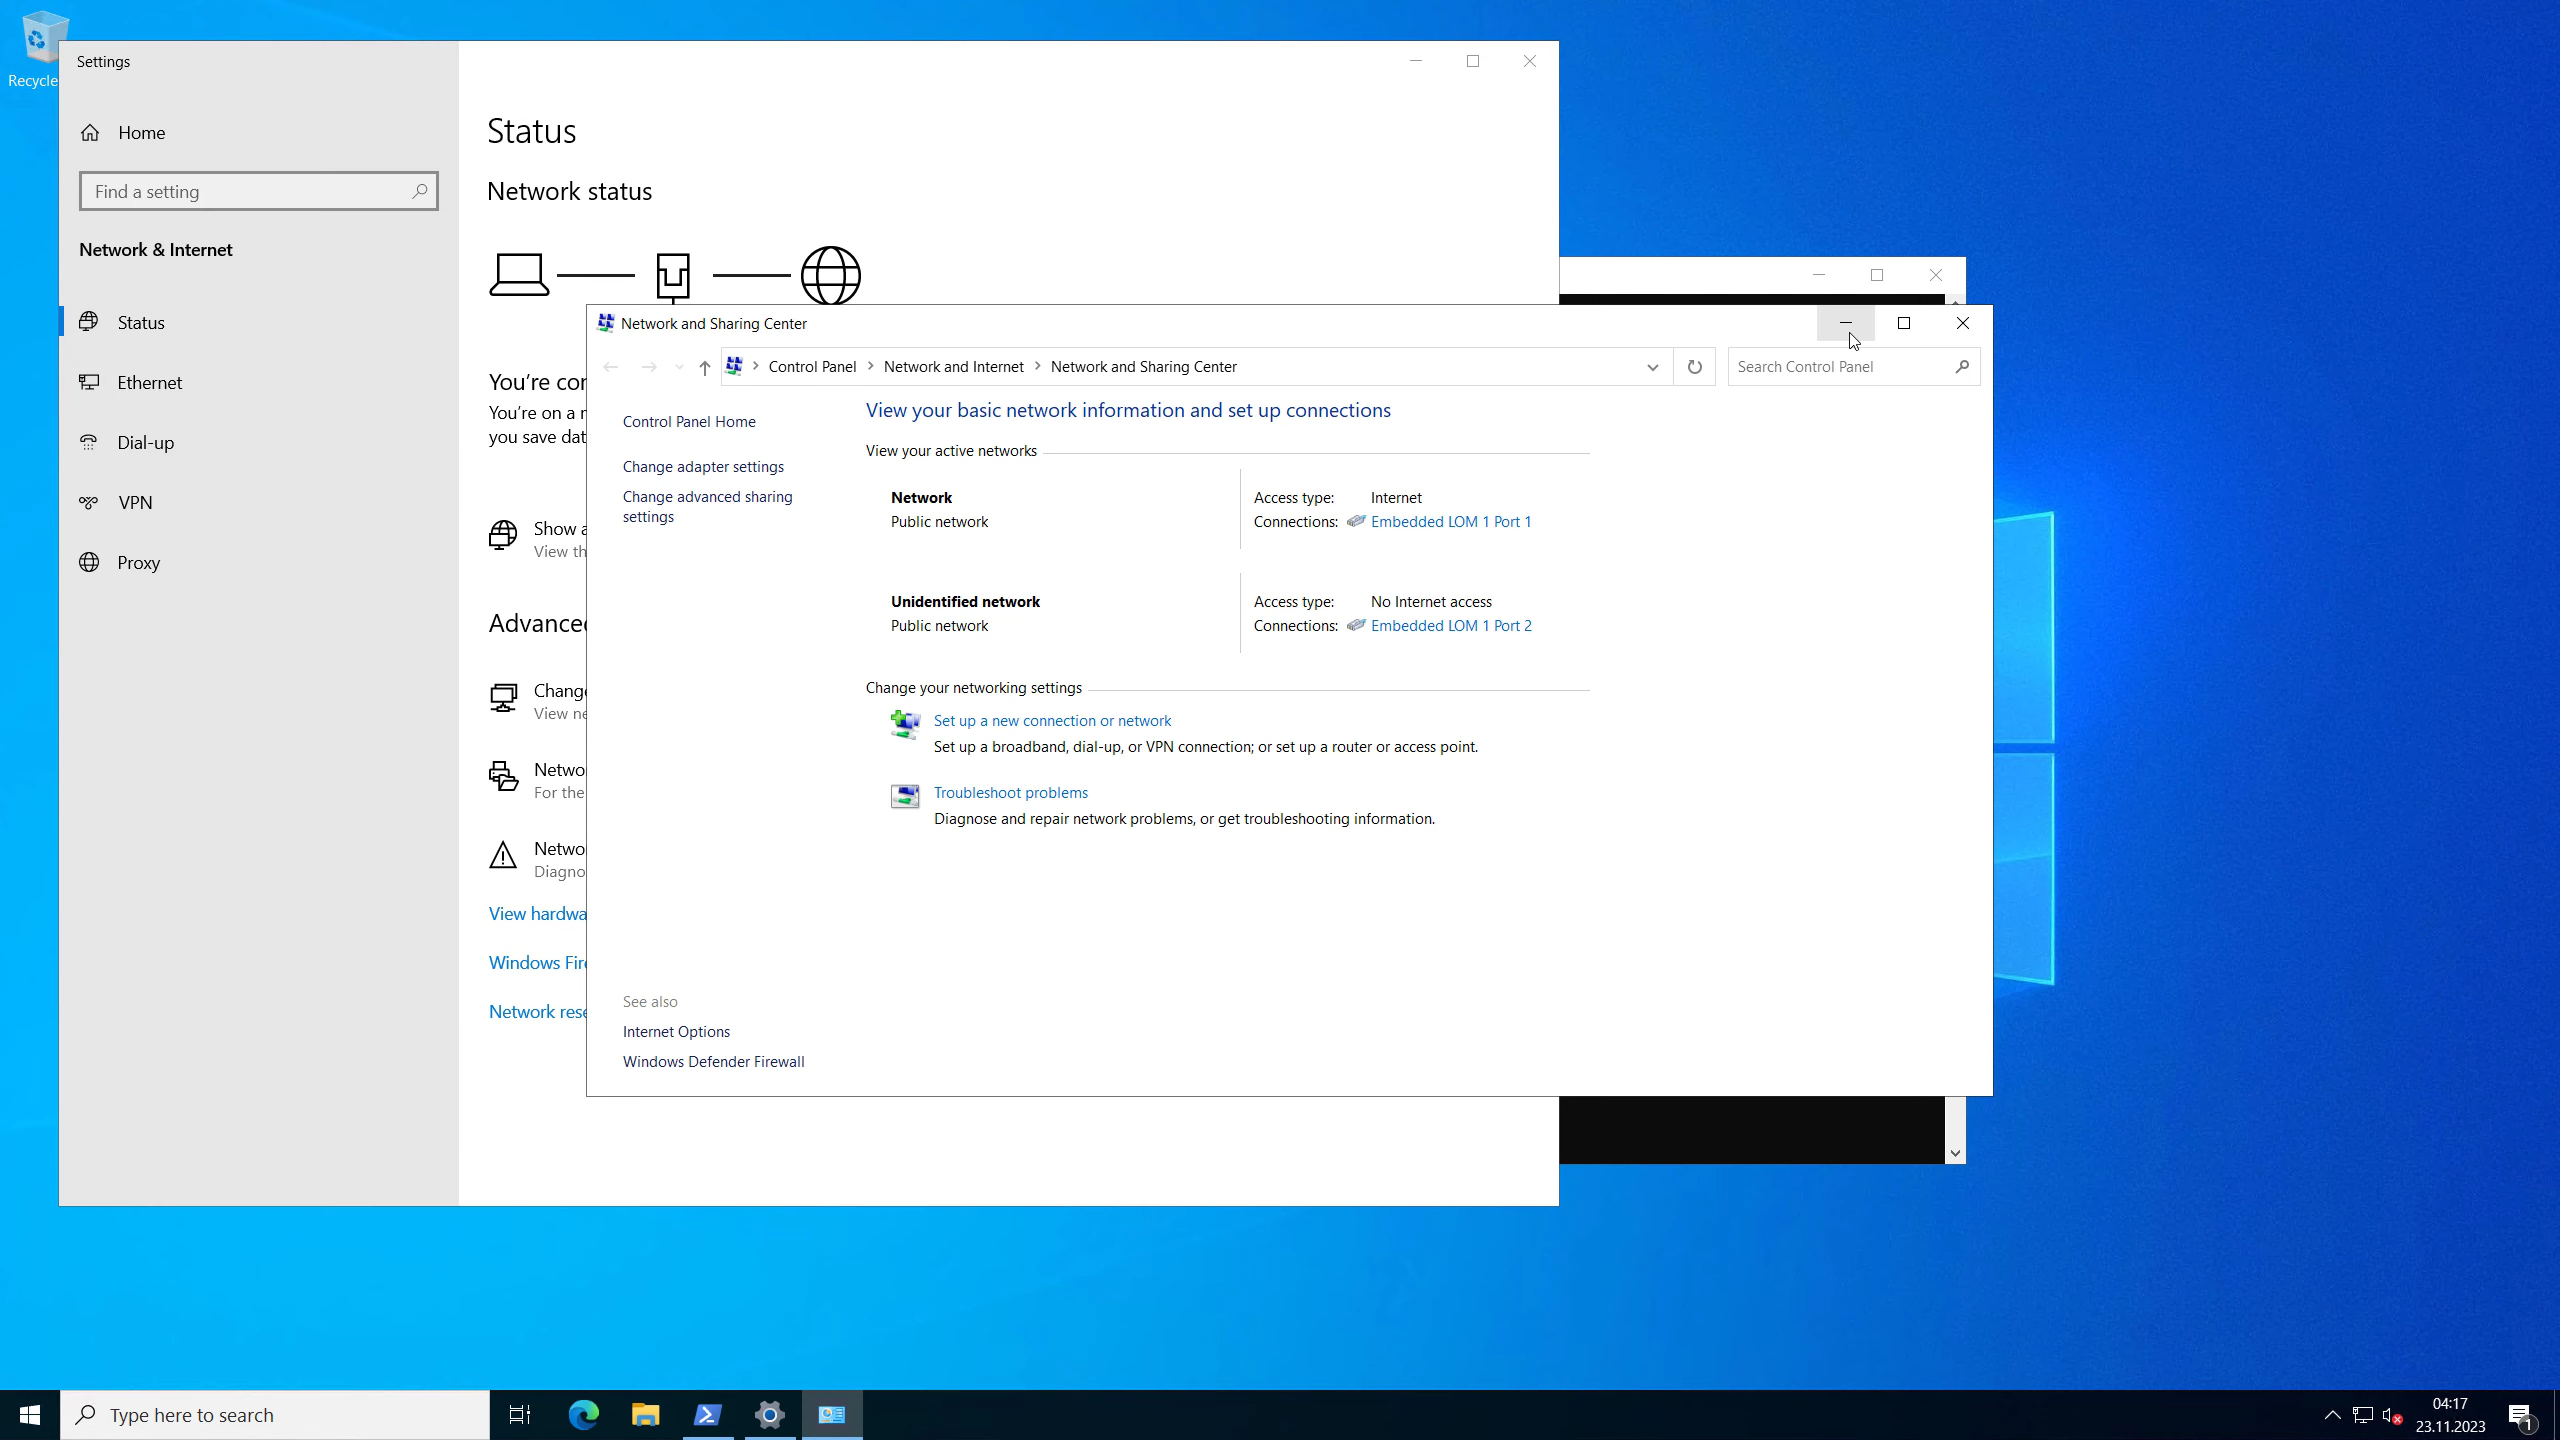 Recycle
Settings
Home
Find a setting
Network & Internet
Status
Ethernet
Dial-up
VPN
Proxy
Status
Network status
You're con
You're on a n
you save dat
Show a
View th
Advanced
Change
View ne
Netwo
For the
Netwo
Diagno
View hardwa
Windows Fire
Network rese
Network and Sharing Center
Control Panel > Network and Internet > Network and Sharing Center
Search Control Panel
Control Panel Home
Change adapter settings
Change advanced sharing
settings
See also
Internet Options
Windows Defender Firewall
View your basic network information and set up connections
View your active networks
Network
Public network
Access type: Internet
Connections: Embedded LOM 1 Port 1
Unidentified network
Public network
Access type: No Internet access
Connections: Embedded LOM 1 Port 2
Change your networking settings
Set up a new connection or network
Set up a broadband, dial-up, or VPN connection; or set up a router or access point.
Troubleshoot problems
Diagnose and repair network problems, or get troubleshooting information.
Type here to search
04:17
23.11.2023
1